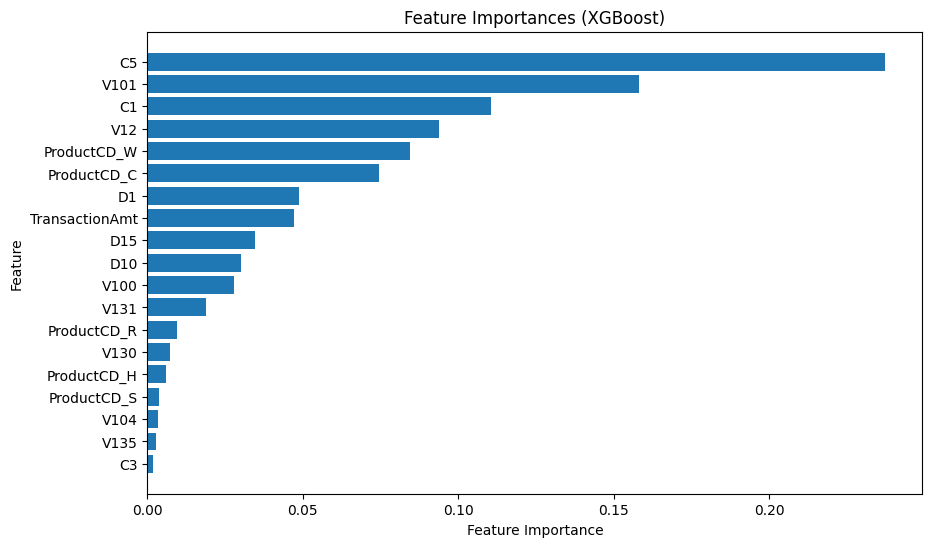 Feature Importances (XGBoost)
Feature
C5
V101
C1
V12
ProductCD_W
ProductCD_C
D1
TransactionAmt
D15
D10
V100
V131
ProductCD_R
V130
ProductCD_H
ProductCD_S
V104
V135
C3
0.00 0.05 0.10 0.15 0.20
Feature Importance